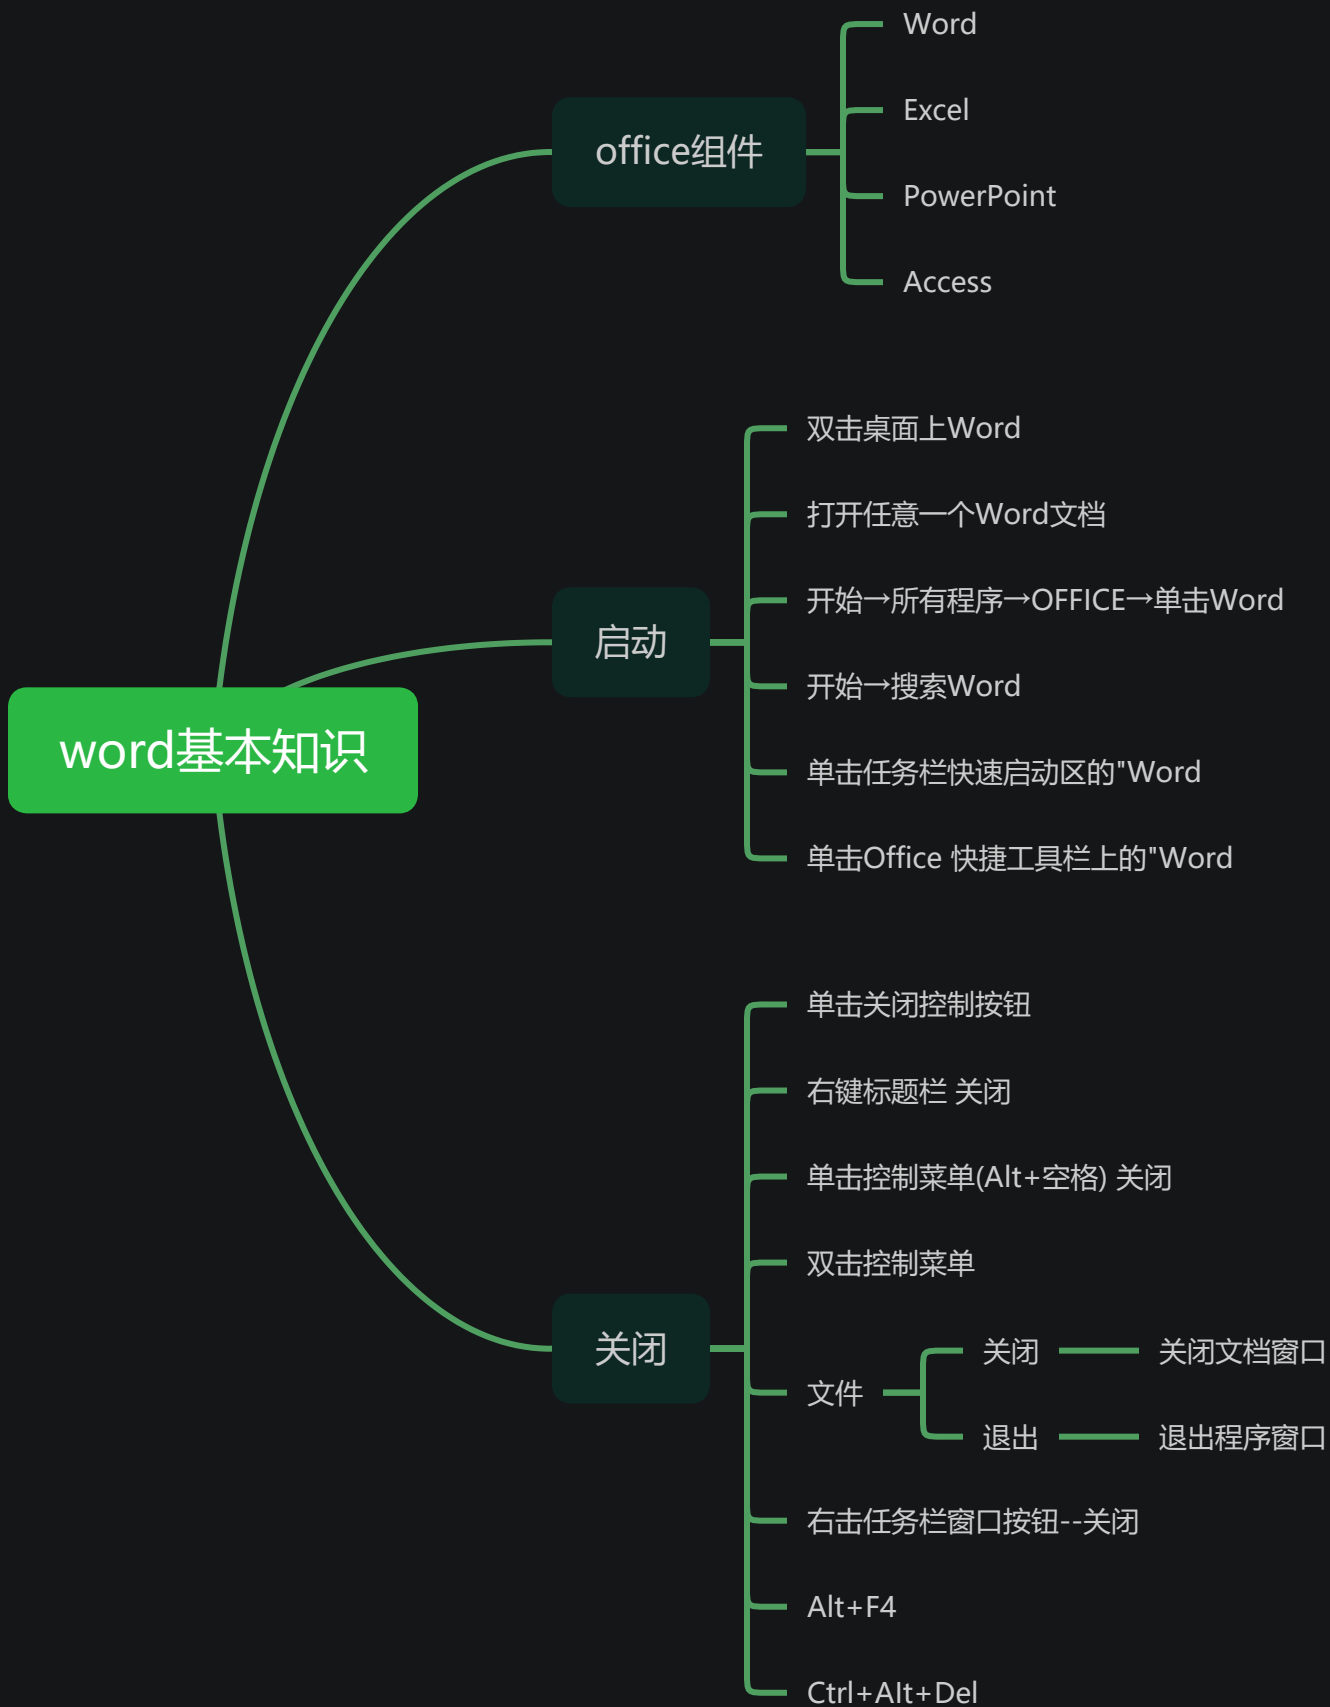 word基本知识
office组件
Word
Excel
PowerPoint
Access
启动
双击桌面上Word
打开任意一个Word文档
开始→所有程序→OFFICE→单击Word
开始→搜索Word
单击任务栏快速启动区的"Word
单击Office 快捷工具栏上的"Word
关闭
单击关闭控制按钮
右键标题栏 关闭
单击控制菜单(Alt+空格) 关闭
双击控制菜单
文件
关闭
关闭文档窗口
退出
退出程序窗口
右击任务栏窗口按钮--关闭
Alt+F4
Ctrl+Alt+Del